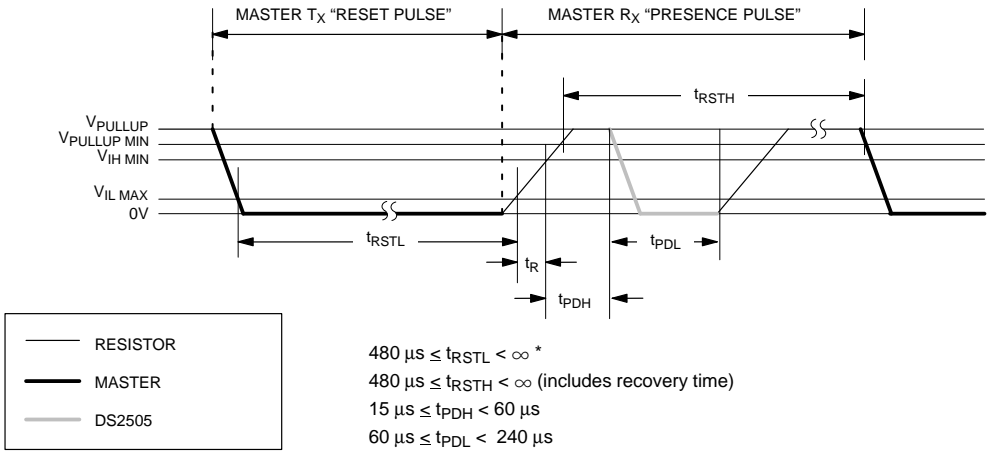 MASTER TX “RESET PULSE” MASTER RX “PRESENCE PULSE”
tRSTH
VPULLUP
VPULLUP MIN
VIH MIN
VIL MAX
0V
tRSTL
tPDL
tR
tPDH
RESISTOR
MASTER
DS2505
480 μs ≤ tRSTL < ∞ *
480 μs ≤ tRSTH < ∞ (includes recovery time)
15 μs ≤ tPDH < 60 μs
60 μs ≤ tPDL < 240 μs